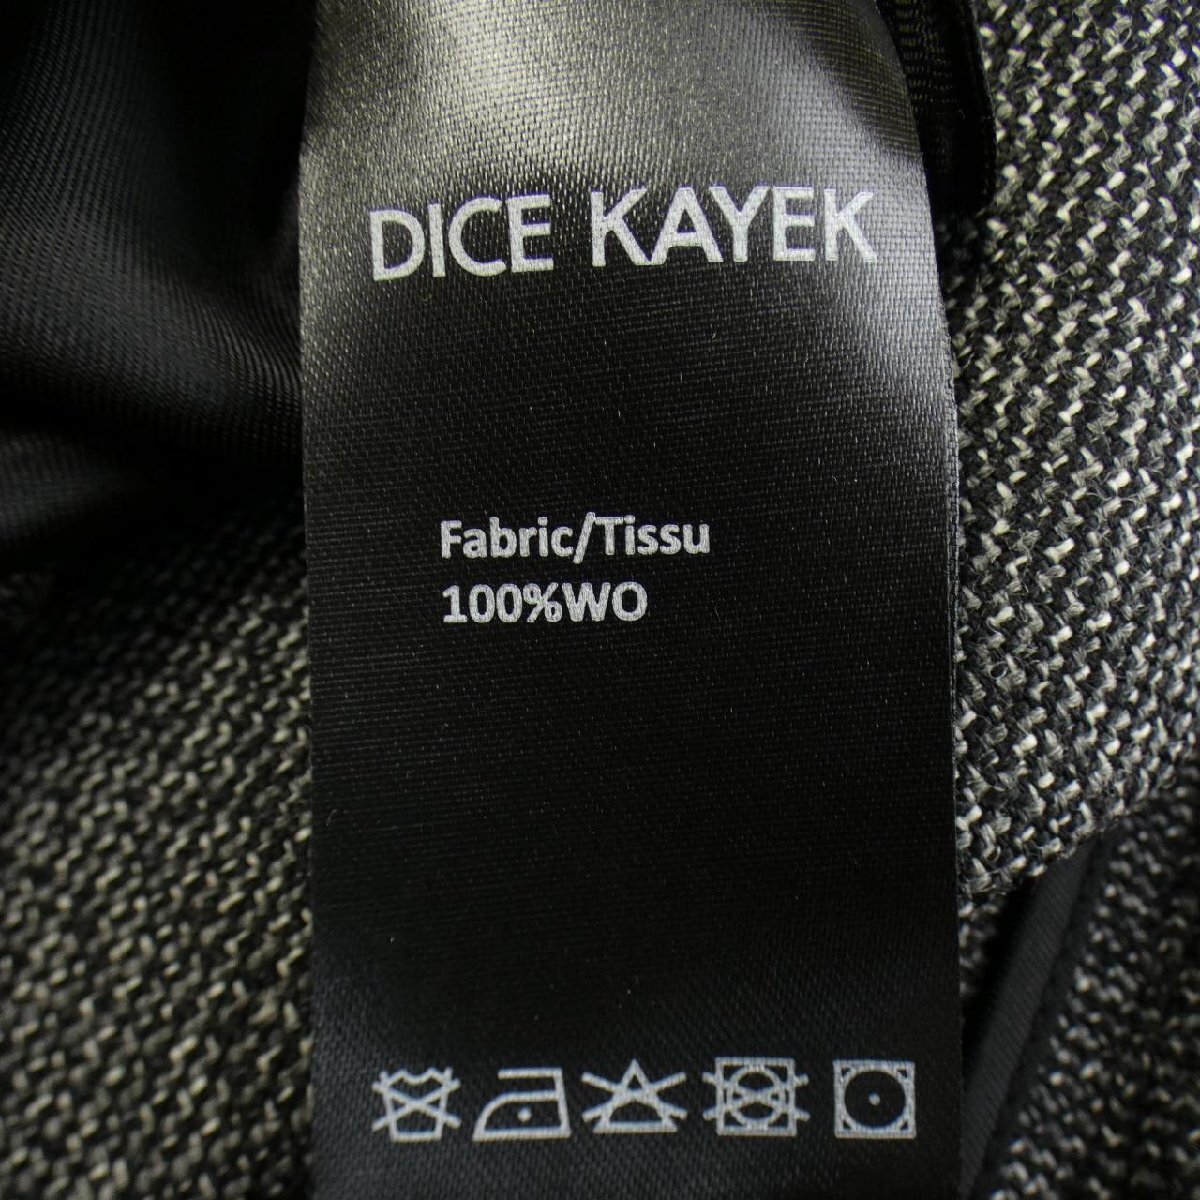 DICE KAYEK
Fabric/Tissu
100%WO